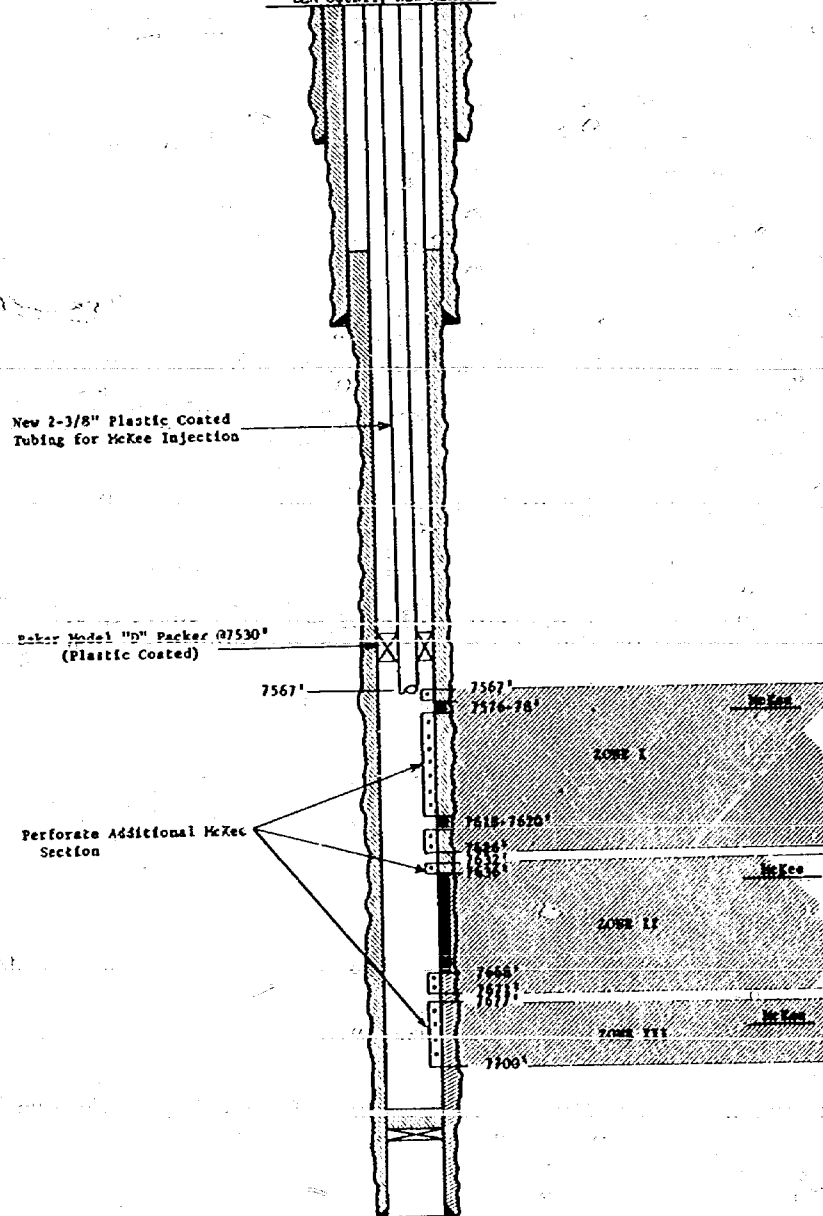 New 2-3/8" Plastic Coated
Tubing for McKee Injection
Baker Model "D" Packer @7530'
(Plastic Coated)
7567'
7567'
7576-78'
McKee
ZONE I
7618-7620'
Perforate Additional McKee
Section
7632'
7636'
McKee
ZONE II
7668'
7677'
McKee
ZONE III
7700'